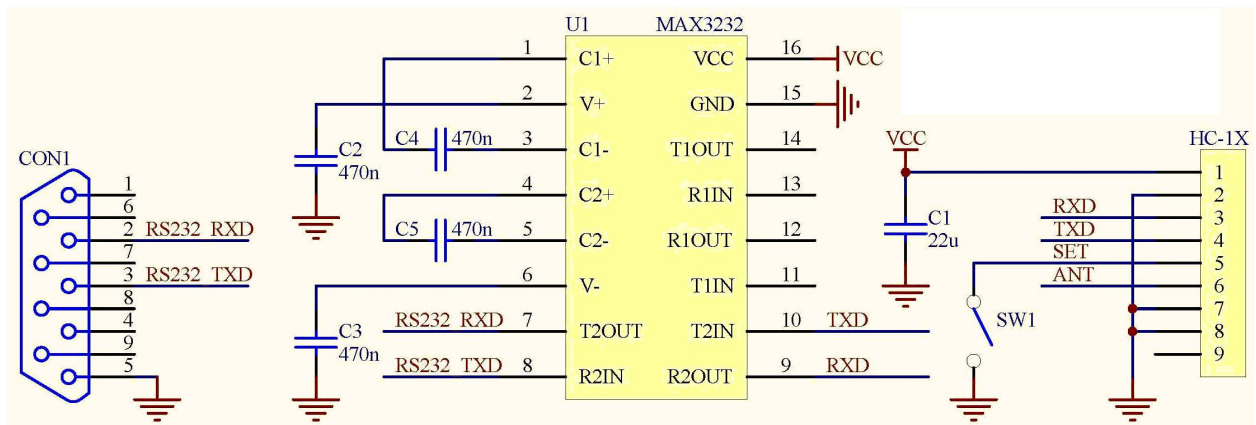 U1 MAX3232
1 C1+ VCC 16 VCC
2 V+ GND 15
3 C1- T1OUT 14
4 C2+ R1IN 13
5 C2- R1OUT 12
6 V- T1IN 11
RS232 RXD 7 T2OUT T2IN 10 TXD
RS232 TXD 8 R2IN R2OUT 9 RXD
C4 470n
C2
470n
C5 470n
C3
470n
CON1
1
6
2 RS232 RXD
7
3 RS232 TXD
8
4
9
5
VCC
C1
22u
HC-1X
1
2
RXD 3
TXD 4
SET 5
ANT 6
7
8
9
SW1